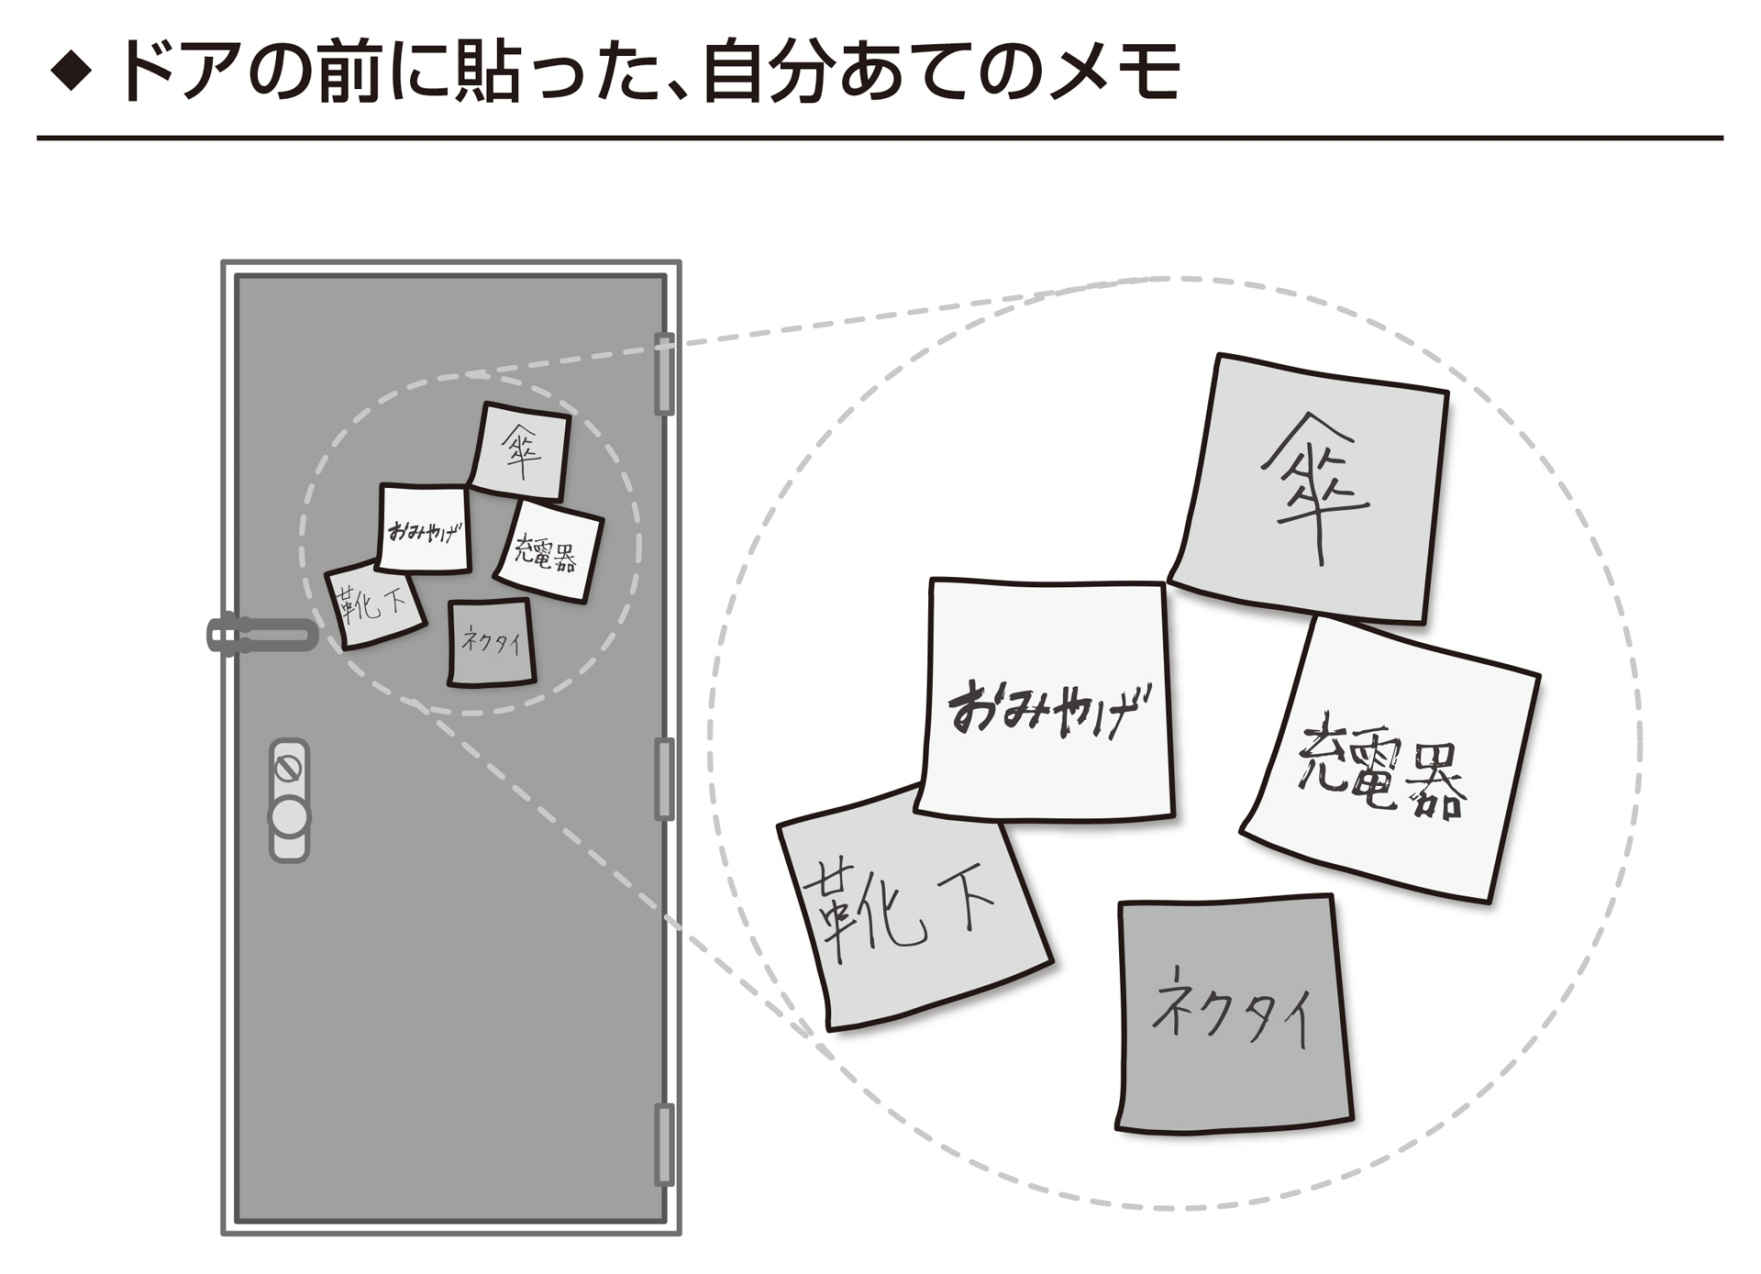 ◆ドアの前に貼った、自分あてのメモ
傘
おみやげ
充電器
靴下
ネクタイ
傘
おみやげ
充電器
靴下
ネクタイ